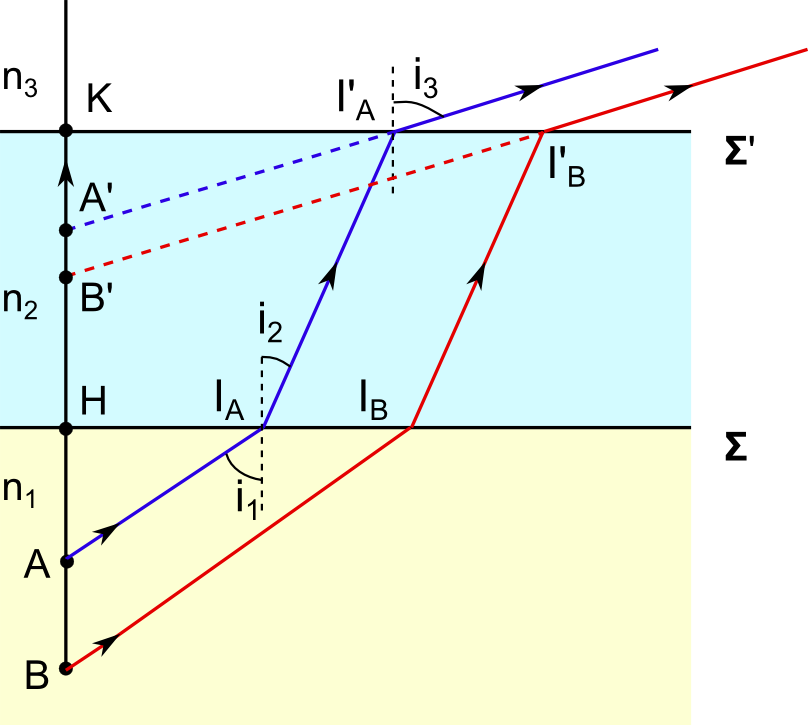 n₃
K
I'A
i₃
Σ'
A'
I'B
n₂
B'
i₂
H
IA
IB
Σ
n₁
i₁
A
B